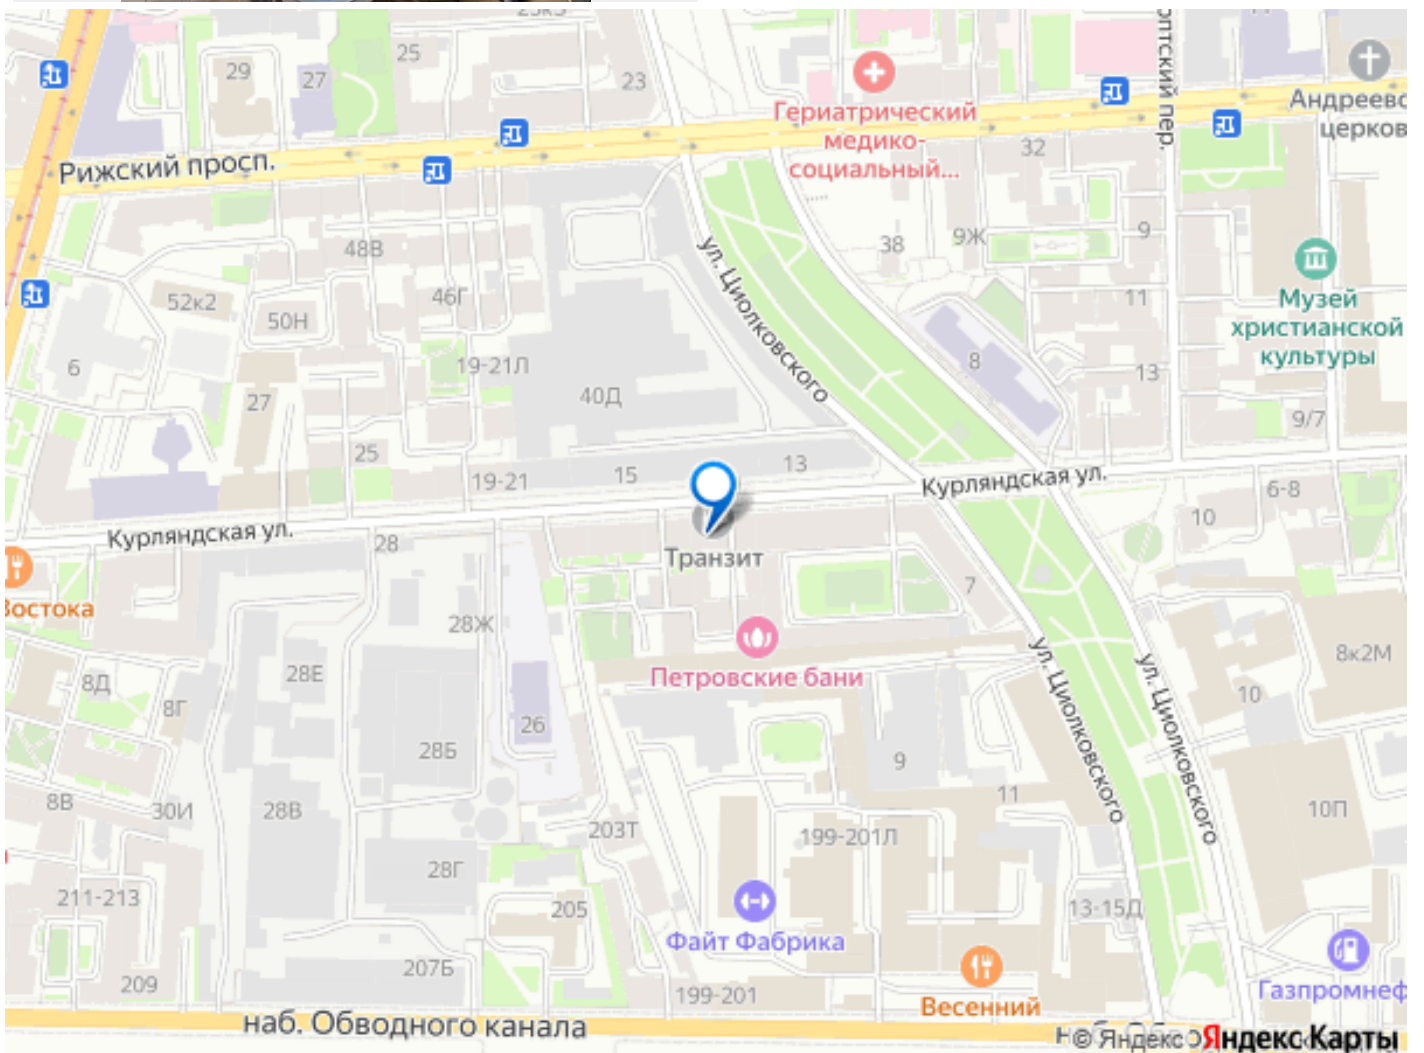 25
29
27
23
Гериатрический
медико-
социальный...
Андреевс
церков
Рижский просп.
32
48В
38
9Ж
9
46Г
52к2
50Н
ул. Циолковского
11
Музей
христианской
культуры
6
19-21Л
8
13
27
40Д
9/7
25
13
15
19-21
Курляндская ул.
6-8
10
Курляндская ул.
28
Транзит
Востока
7
28Ж
Петровские бани
28Е
8Д
8к2М
ул. Циолковского
ул. Циолковского
10
8Г
26
28Б
9
11
8В
30И
28В
203Т
199-201Л
10П
28Г
211-213
205
13-15Д
Файт Фабрика
207Б
209
199-201
Весенний
Газпромнеф
наб. Обводного канала
© Яндекс Яндекс Карты